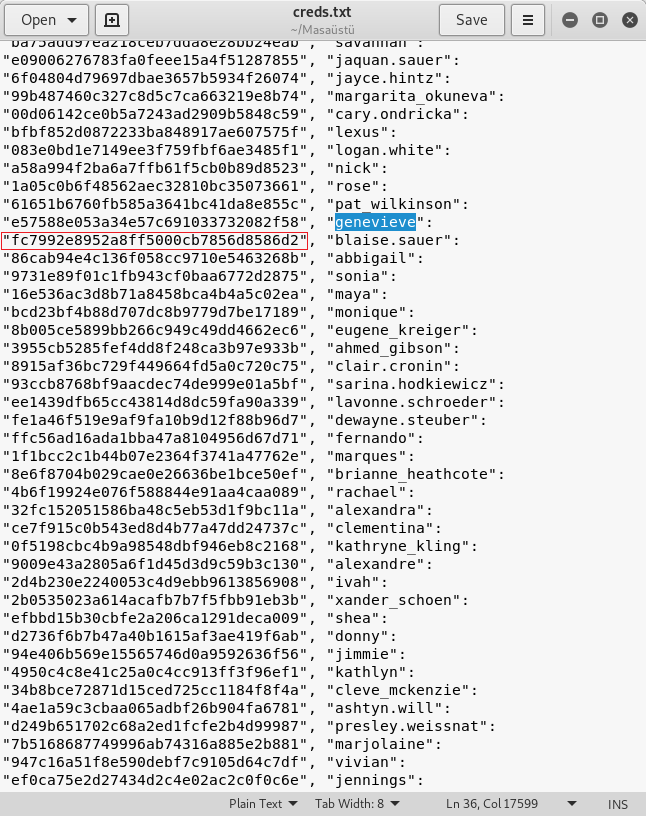 Open
creds.txt
~/Masaüstü
Save
"ba75add97ea218ceb7dda8e28bb24eab", "savannah":
"e09006276783fa0feee15a4f51287855", "jaquan.sauer":
"6f04804d79697dbae3657b5934f26074", "jayce.hintz":
"99b487460c327c8d5c7ca663219e8b74", "margarita_okuneva":
"00d06142ce0b5a7243ad2909b5848c59", "cary.ondricka":
"bfbf852d0872233ba848917ae607575f", "lexus":
"083e0bd1e7149ee3f759fbf6ae3485f1", "logan.white":
"a58a994f2ba6a7ffb61f5cb0b89d8523", "nick":
"1a05c0b6f48562aec32810bc35073661", "rose":
"61651b6760fb585a3641bc41da8e855c", "pat_wilkinson":
"e57588e053a34e57c691033732082f58", "genevieve":
"fc7992e8952a8ff5000cb7856d8586d2", "blaise.sauer":
"86cab94e4c136f058cc9710e5463268b", "abbigail":
"9731e89f01c1fb943cf0baa6772d2875", "sonia":
"16e536ac3d8b71a8458bca4b4a5c02ea", "maya":
"bcd23bf4b88d707dc8b9779d7be17189", "monique":
"8b005ce5899bb266c949c49dd4662ec6", "eugene_kreiger":
"3955cb5285fef4dd8f248ca3b97e933b", "ahmed_gibson":
"8915af36bc729f449664fd5a0c720c75", "clair.cronin":
"93ccb8768bf9aacdec74de999e01a5bf", "sarina.hodkiewicz":
"ee1439dfb65cc43814d8dc59fa90a339", "lavonne.schroeder":
"fe1a46f519e9af9fa10b9d12f88b96d7", "dewayne.steuber":
"ffc56ad16ada1bba47a8104956d67d71", "fernando":
"1f1bcc2c1b44b07e2364f3741a47762e", "marques":
"8e6f8704b029cae0e26636be1bce50ef", "brianne_heathcote":
"4b6f19924e076f588844e91aa4caa089", "rachael":
"32fc152051586ba48c5eb53d1f9bc11a", "alexandra":
"ce7f915c0b543ed8d4b77a47dd24737c", "clementina":
"0f5198cbc4b9a98548dbf946eb8c2168", "kathryne_kling":
"9009e43a2805a6f1d45d3d9c59b3c130", "alexandre":
"2d4b230e2240053c4d9ebb9613856908", "ivah":
"2b0535023a614acafb7b7f5fbb91eb3b", "xander_schoen":
"efbbd15b30cbfe2a206ca1291deca009", "shea":
"d2736f6b7b47a40b1615af3ae419f6ab", "donny":
"94e406b569e15565746d0a9592636f56", "jimmie":
"4950c4c8e41c25a0c4cc913ff3f96ef1", "kathlyn":
"34b8bce72871d15ced725cc1184f8f4a", "cleve_mckenzie":
"4ae1a59c3cbaa065adbf26b904fa6781", "ashtyn.will":
"d249b651702c68a2ed1fcfe2b4d99987", "presley.weissnat":
"7b5168687749996ab74316a885e2b881", "marjolaine":
"947c16a51f8e590debf7c9105d64c7df", "vivian":
"ef0ca75e2d27434d2c4e02ac2c0f0c6e", "jennings":
Plain Text
Tab Width: 8
Ln 36, Col 17599
INS